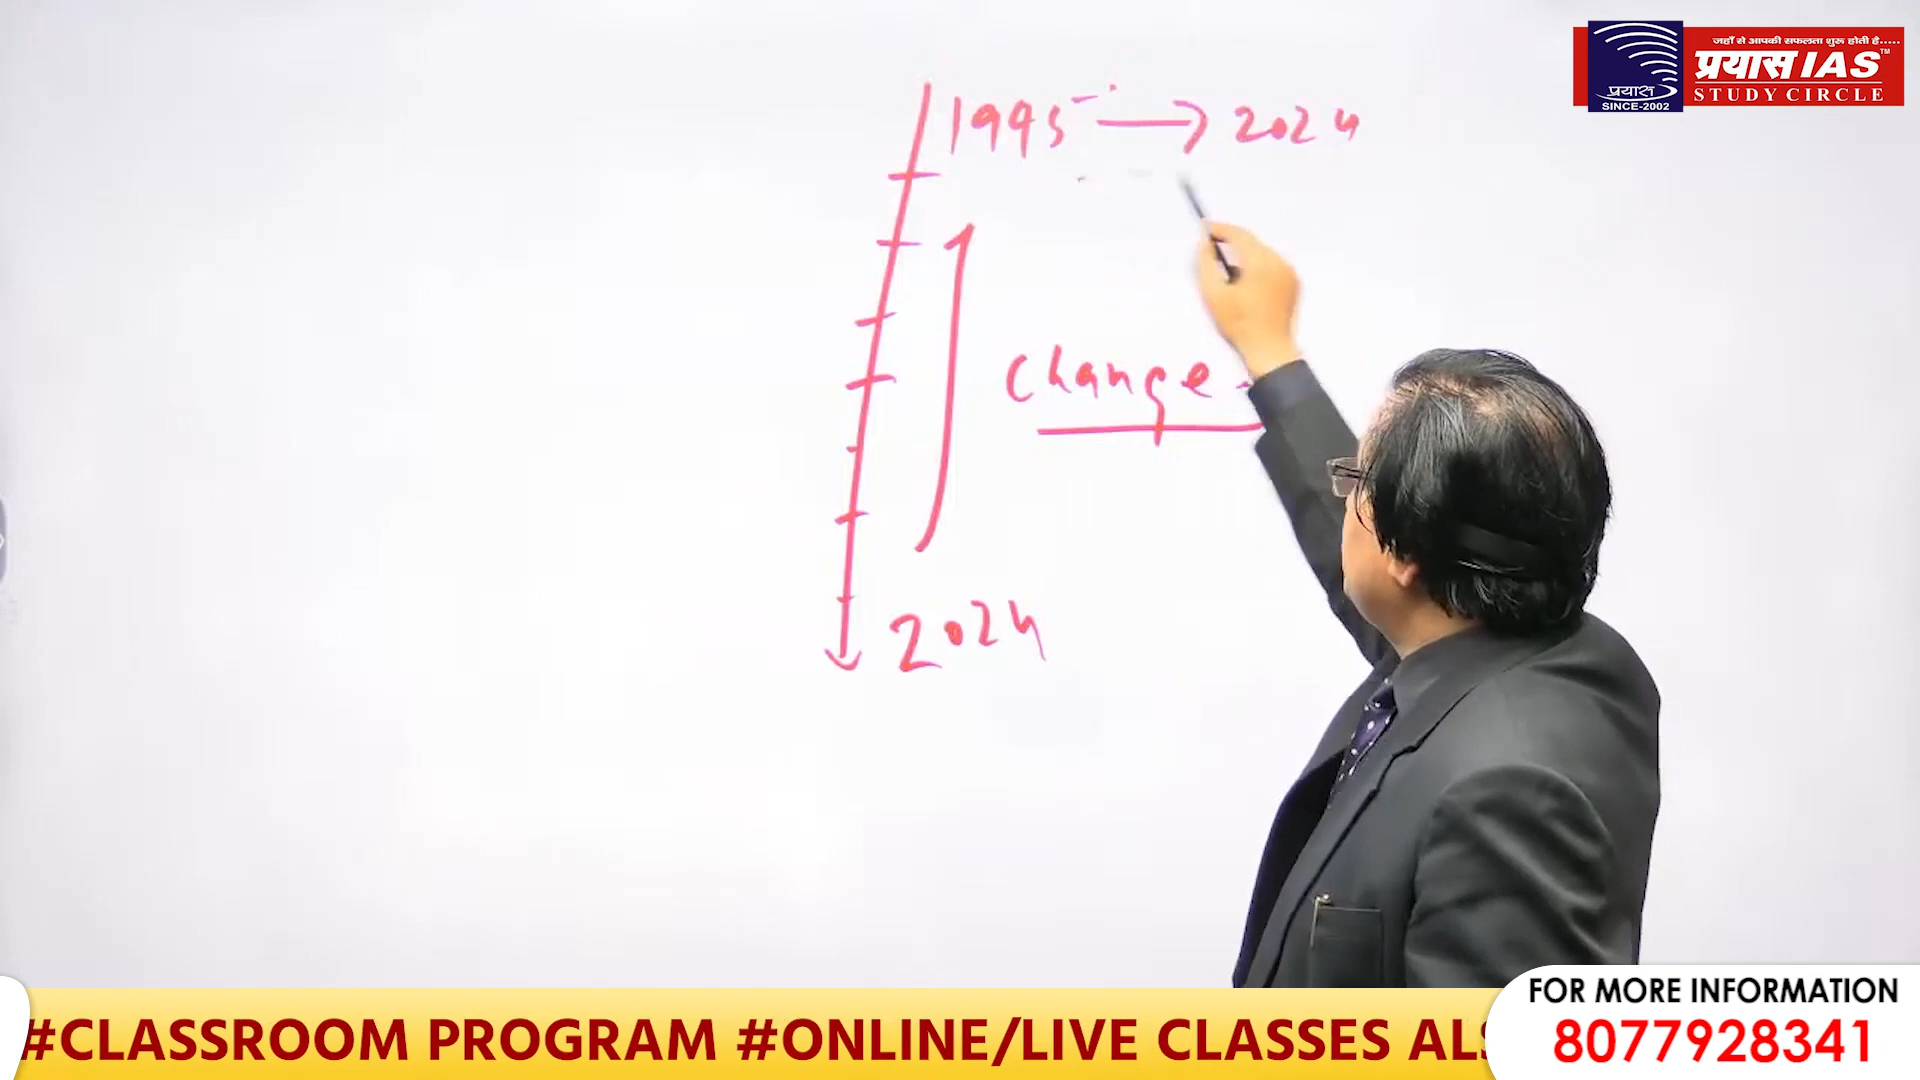 जहाँ से आपकी सफलता शुरू होती है.....
प्रयास IAS™
STUDY CIRCLE
प्रयास
SINCE-2002
1995 → 2024
Change
2024
#CLASSROOM PROGRAM #ONLINE/LIVE CLASSES ALS
FOR MORE INFORMATION
8077928341